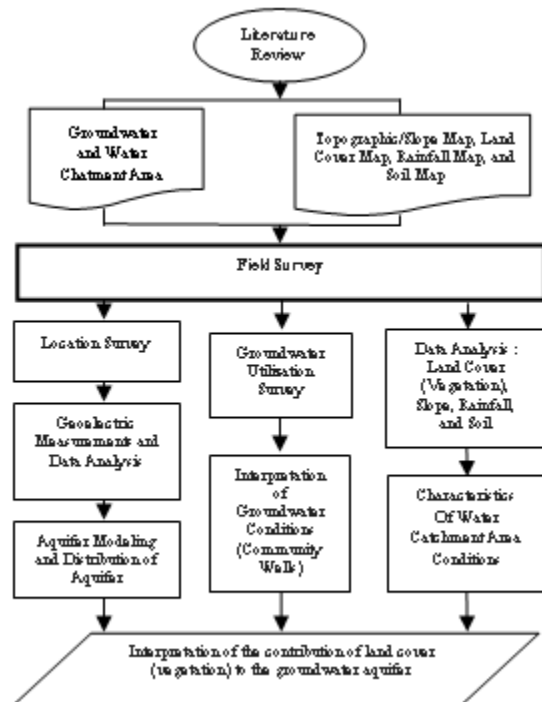 Literature
Review
Groundwater
and Water
Chatment Area
Topographic/Slope Map, Land
Cover Map, Rainfall Map, and
Soil Map
Field Survey
Location Survey
Geoelectric
Measurements and
Data Analysis
Aquifer Modeling
and Distribution of
Aquifer
Groundwater
Utilisation
Survey
Interpretation
of
Groundwater
Conditions
(Community
Wells)
Data Analysis :
Land Cover
(Vegetation),
Slope, Rainfall,
and Soil
Characteristics
Of Water
Catchment Area
Conditions
Interpretation of the contribution of land cover
(vegetation) to the groundwater aquifer